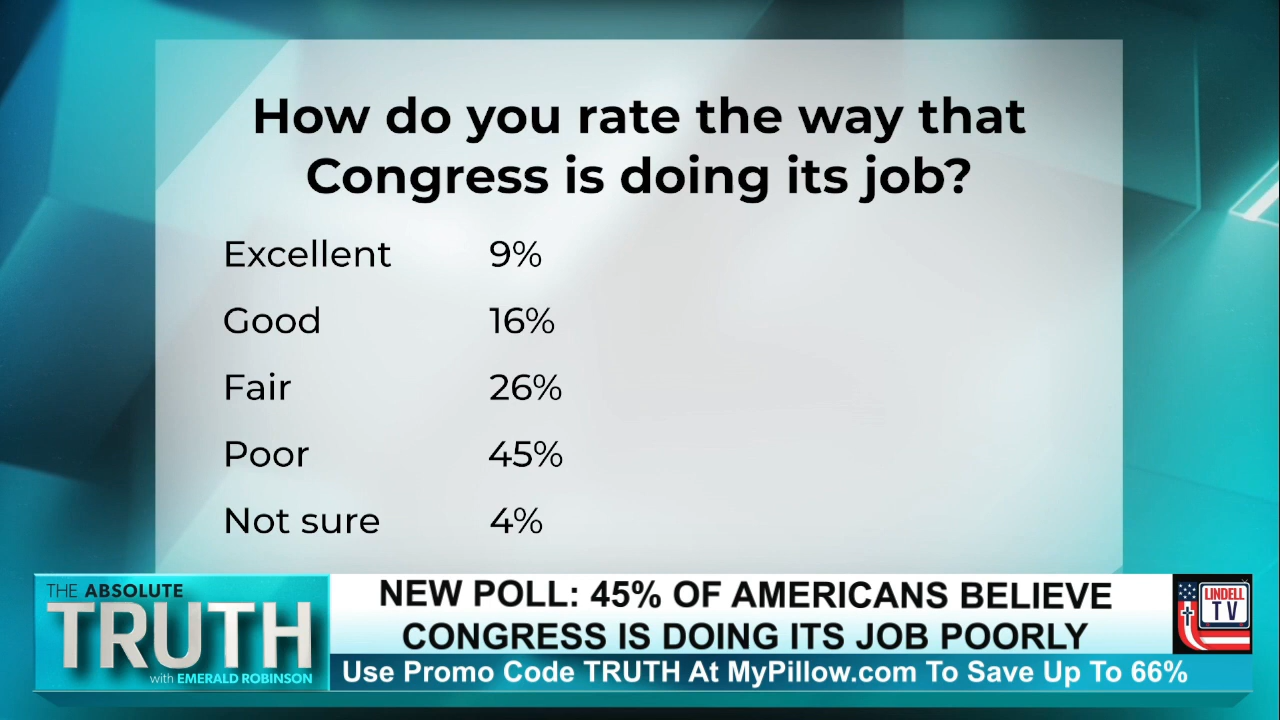 How do you rate the way that
Congress is doing its job?
Excellent 9%
Good 16%
Fair 26%
Poor 45%
Not sure 4%
THE ABSOLUTE
TRUTH
with EMERALD ROBINSON
NEW POLL: 45% OF AMERICANS BELIEVE
CONGRESS IS DOING ITS JOB POORLY
Use Promo Code TRUTH At MyPillow.com To Save Up To 66%
LINDELL
TV